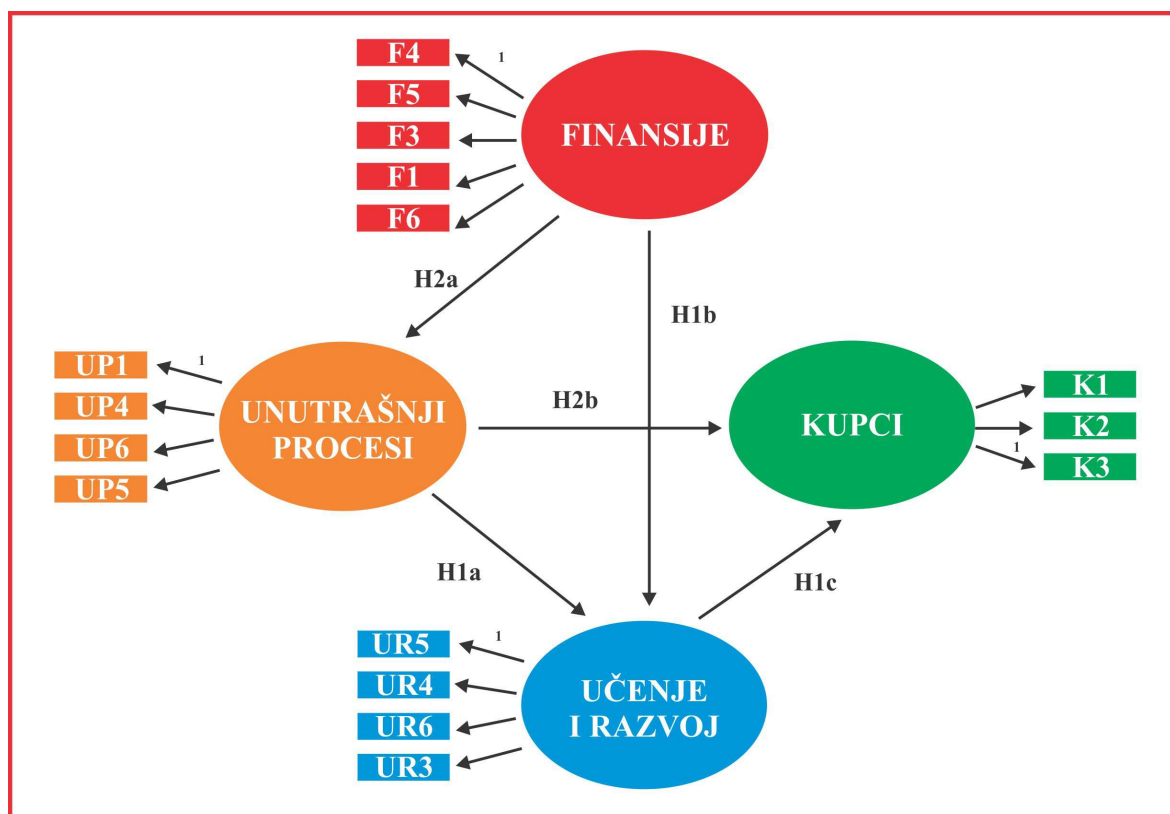 F4
1
F5
F3
F1
F6
FINANSIJE
H2a
H1b
UP1
1
UP4
UP6
UP5
UNUTRAŠNJI
PROCESI
H2b
KUPCI
K1
K2
1
K3
H1a
H1c
UR5
1
UR4
UR6
UR3
UČENJE
I RAZVOJ